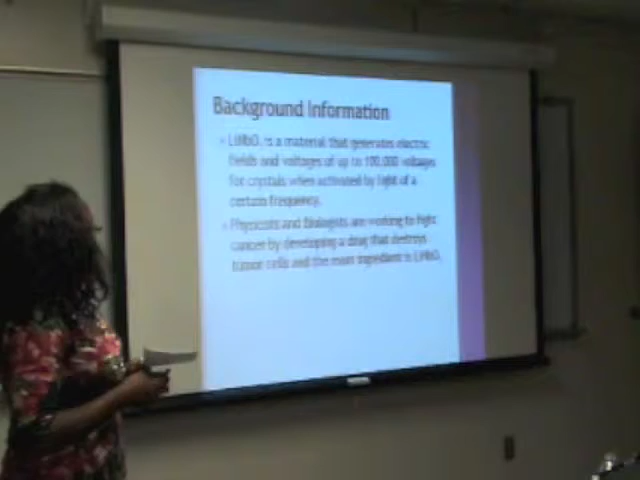 Background Information
LiNbO₃ is a material that generates electric
fields and voltages of up to 100,000 voltages
for crystals when activated by light of a
certain frequency.
Physicists and Biologists are working to fight
cancer by developing a drug that destroys
tumor cells and the main ingredient is LiNbO₃